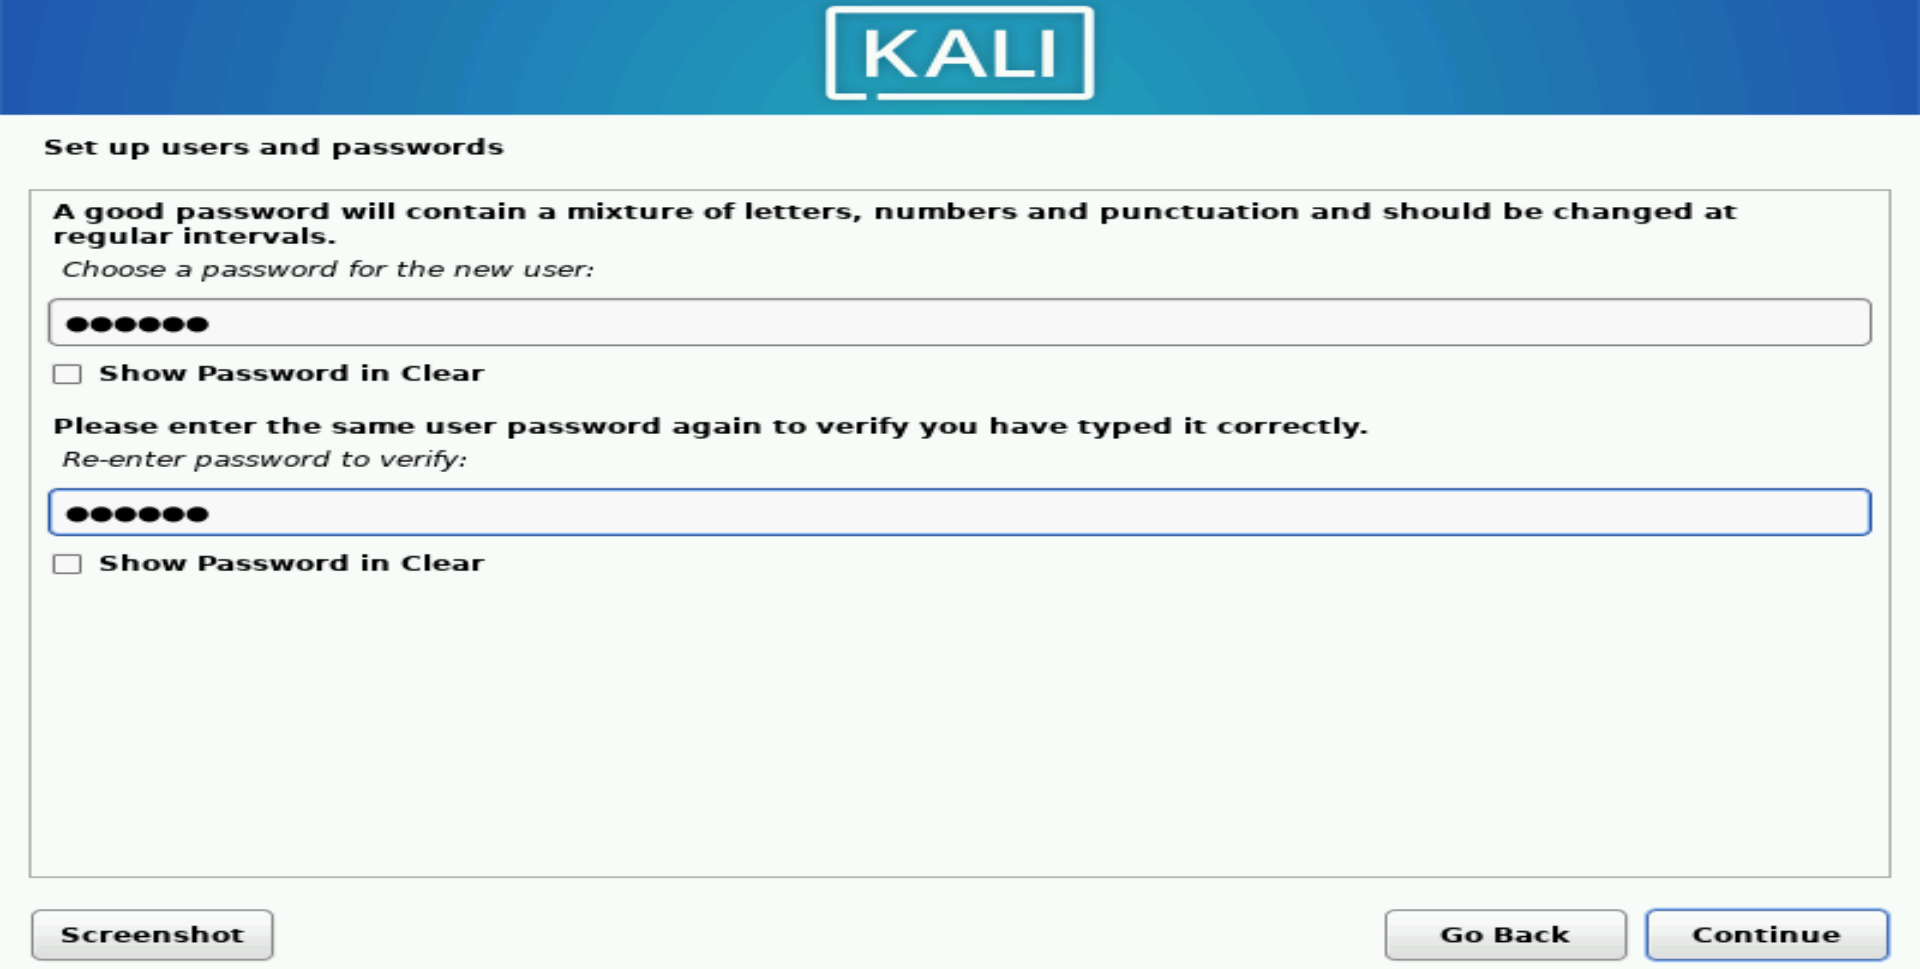 KALI
Set up users and passwords
A good password will contain a mixture of letters, numbers and punctuation and should be changed at
regular intervals.
Choose a password for the new user:
●●●●●●
Show Password in Clear
Please enter the same user password again to verify you have typed it correctly.
Re-enter password to verify:
●●●●●●
Show Password in Clear
Screenshot
Go Back
Continue